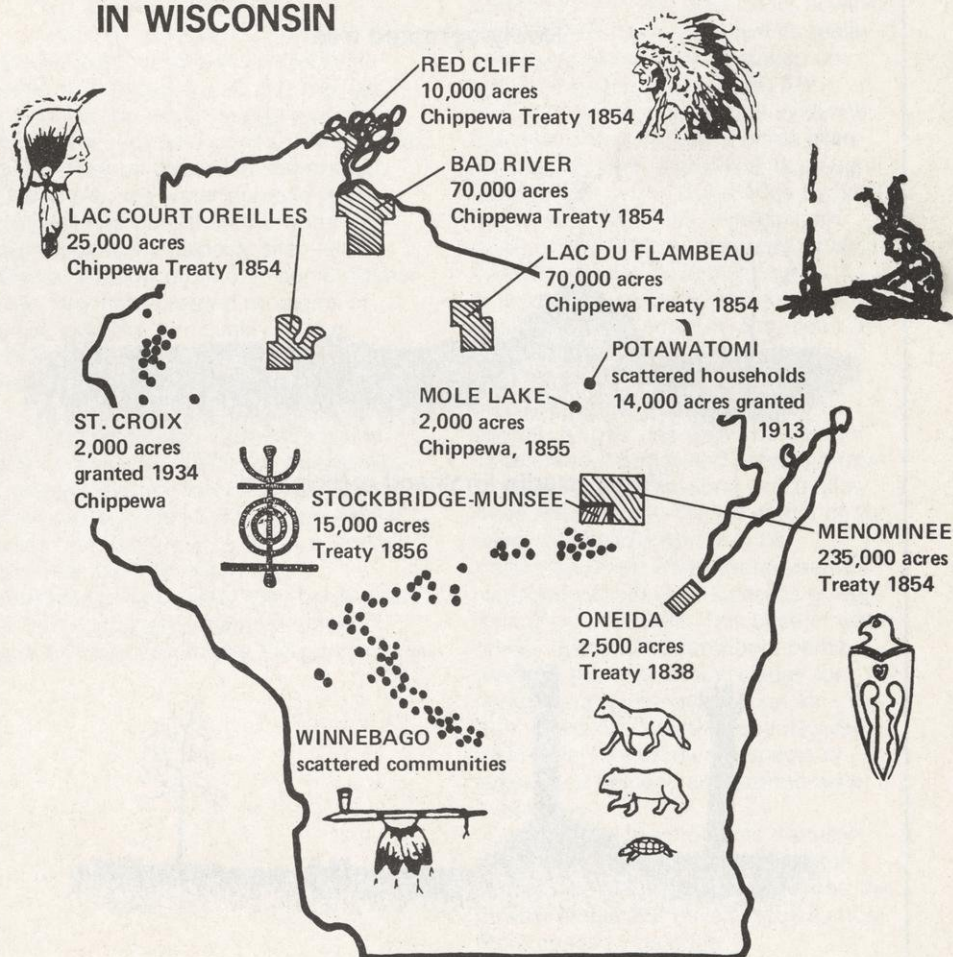 IN WISCONSIN
RED CLIFF
10,000 acres
Chippewa Treaty 1854
BAD RIVER
70,000 acres
Chippewa Treaty 1854
LAC COURT OREILLES
25,000 acres
Chippewa Treaty 1854
LAC DU FLAMBEAU
70,000 acres
Chippewa Treaty 1854
POTAWATOMI
scattered households
14,000 acres granted
1913
MOLE LAKE
2,000 acres
Chippewa, 1855
ST. CROIX
2,000 acres
granted 1934
Chippewa
STOCKBRIDGE-MUNSEE
15,000 acres
Treaty 1856
MENOMINEE
235,000 acres
Treaty 1854
ONEIDA
2,500 acres
Treaty 1838
WINNEBAGO
scattered communities